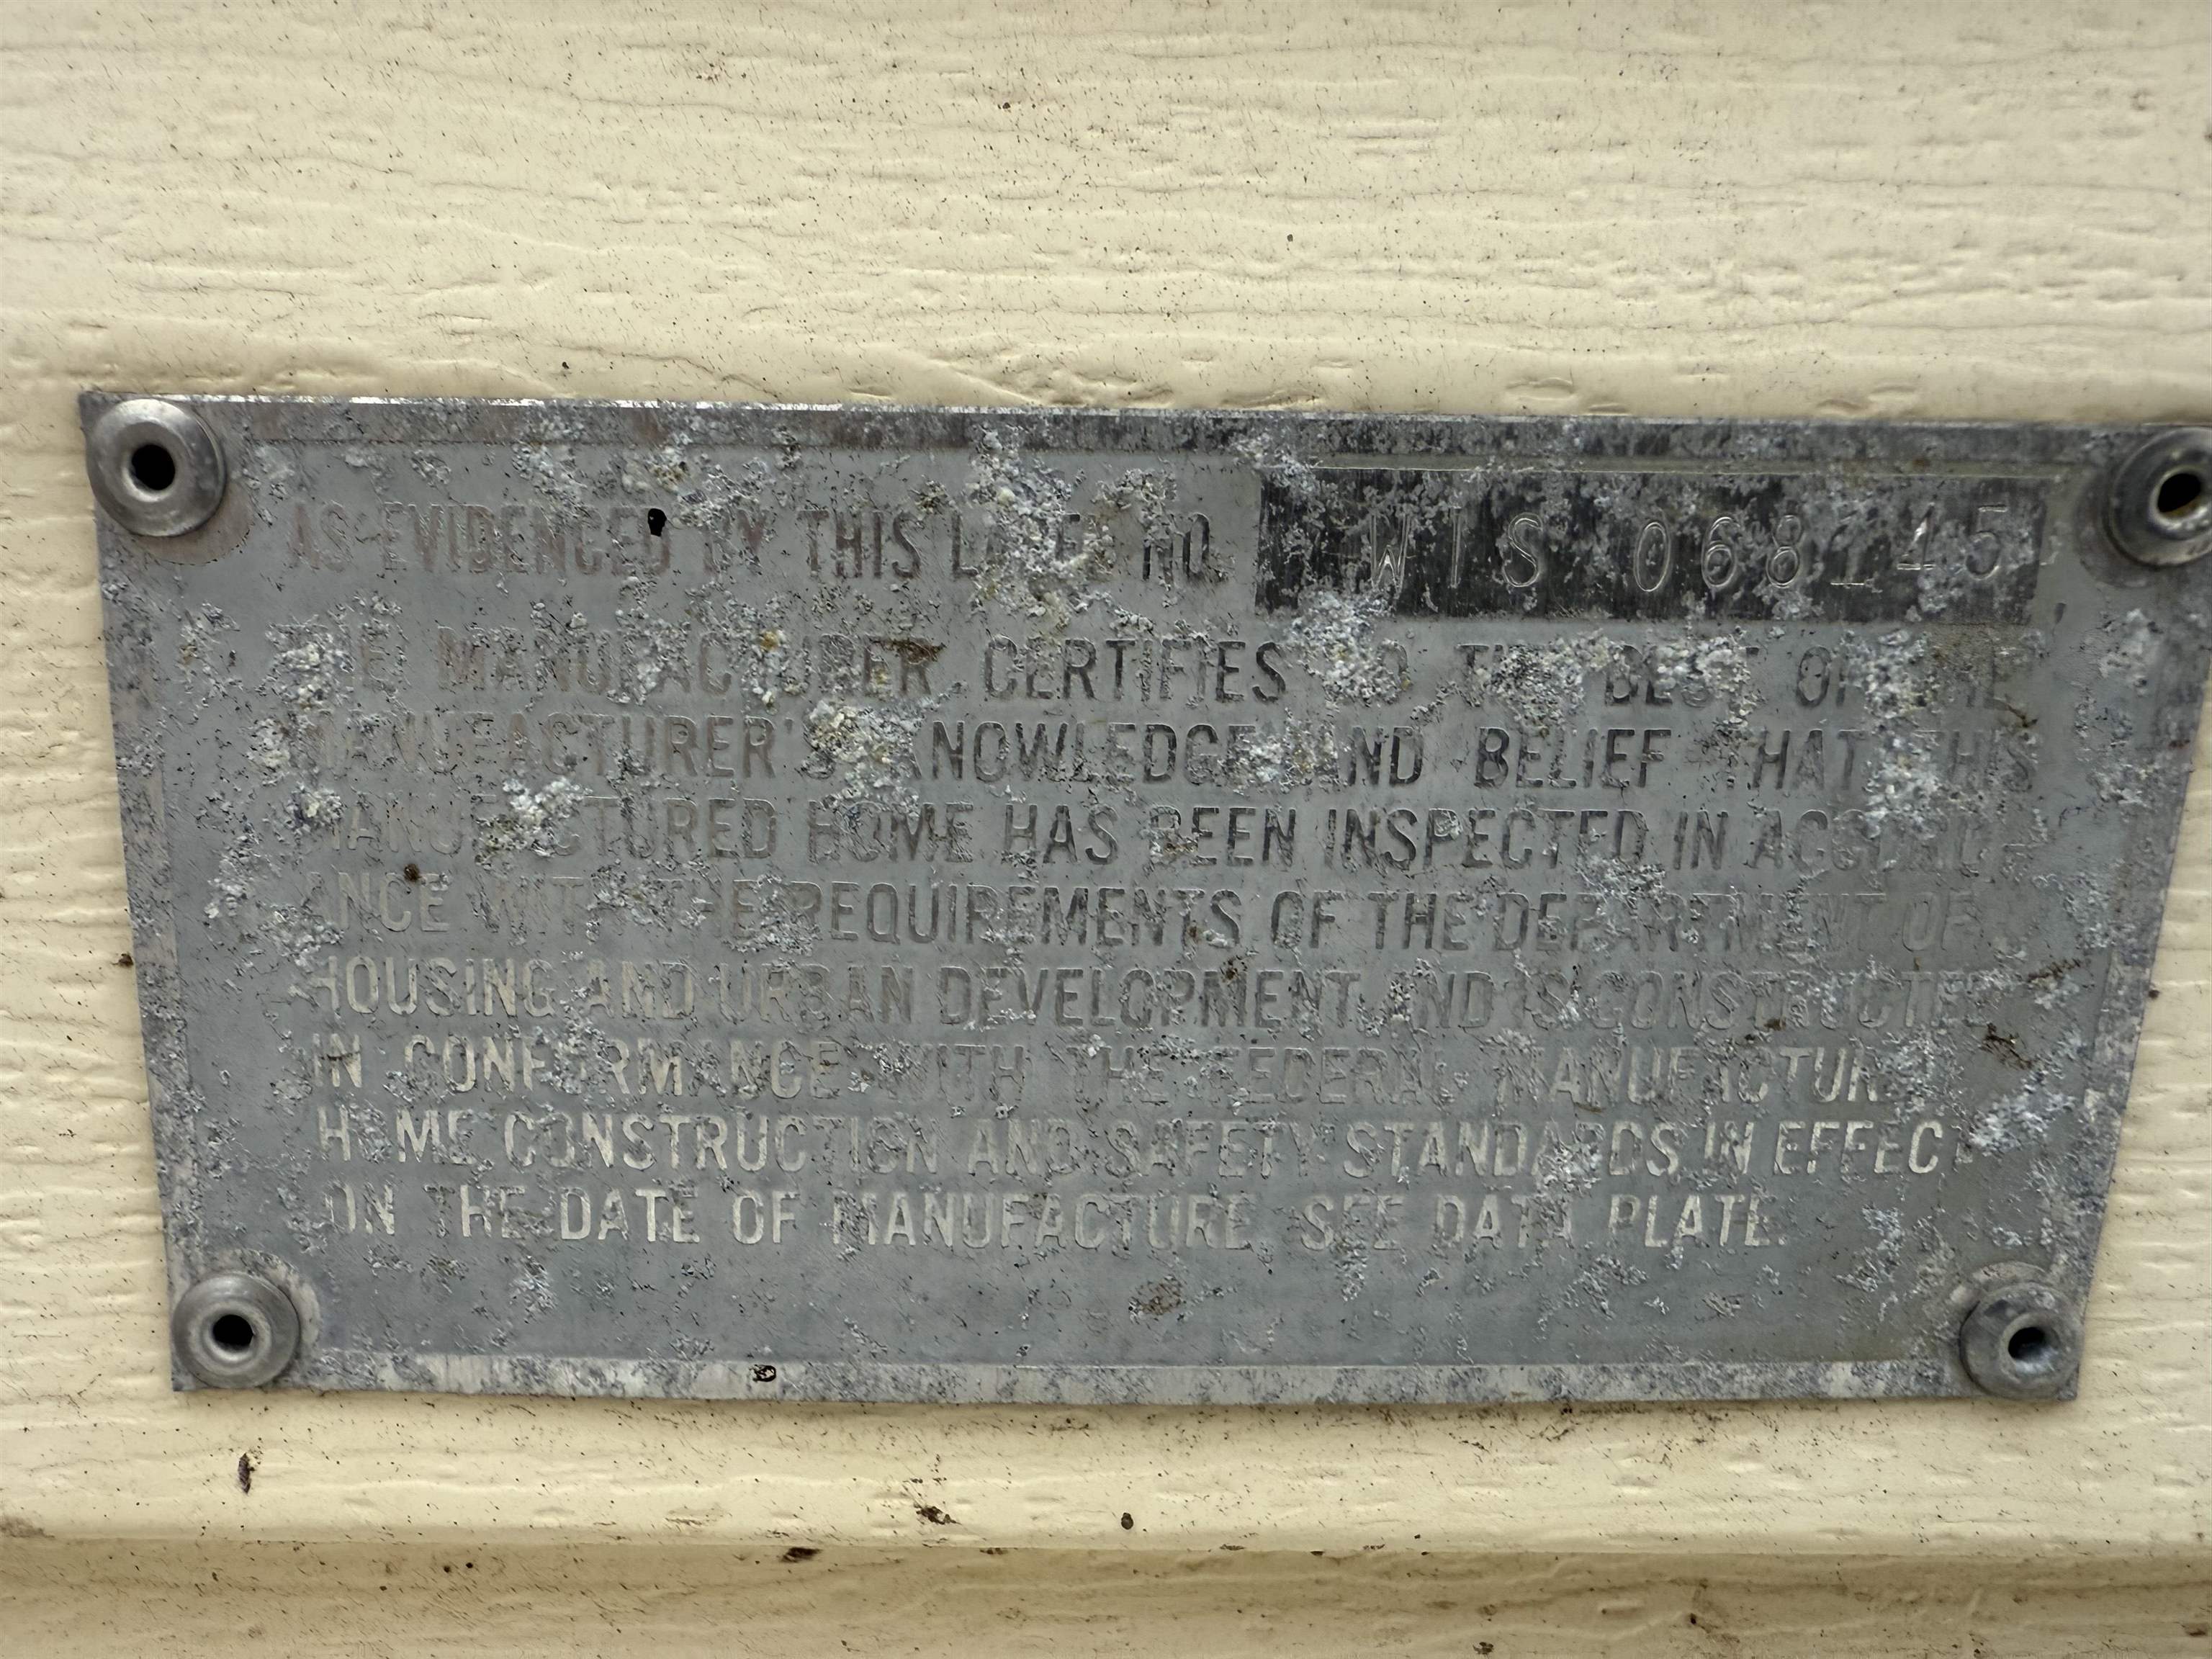 AS EVIDENCED BY THIS LABEL NO. WIS 068145
THE MANUFACTURER CERTIFIES TO THE BEST OF THE
MANUFACTURER'S KNOWLEDGE AND BELIEF THAT THIS
MANUFACTURED HOME HAS BEEN INSPECTED IN ACCORD-
ANCE WITH THE REQUIREMENTS OF THE DEPARTMENT OF
HOUSING AND URBAN DEVELOPMENT AND IS CONSTRUCTED
IN CONFORMANCE WITH THE FEDERAL MANUFACTURED
HOME CONSTRUCTION AND SAFETY STANDARDS IN EFFECT
ON THE DATE OF MANUFACTURE. SEE DATA PLATE.